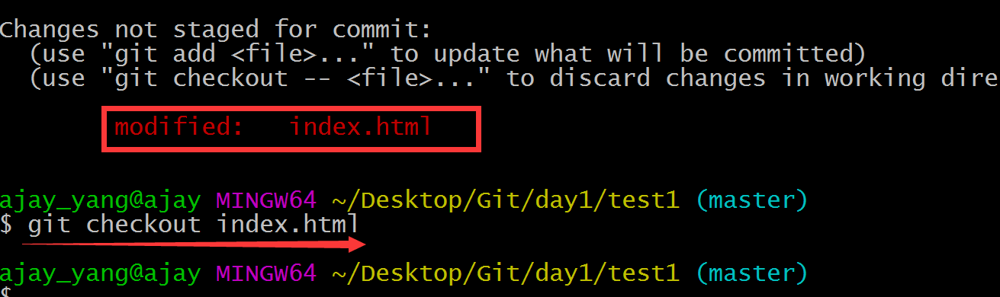 Changes not staged for commit:
(use "git add <file>..." to update what will be committed)
(use "git checkout -- <file>..." to discard changes in working dire
modified: index.html
ajay_yang@ajay MINGW64 ~/Desktop/Git/day1/test1 (master)
$ git checkout index.html
ajay_yang@ajay MINGW64 ~/Desktop/Git/day1/test1 (master)
$